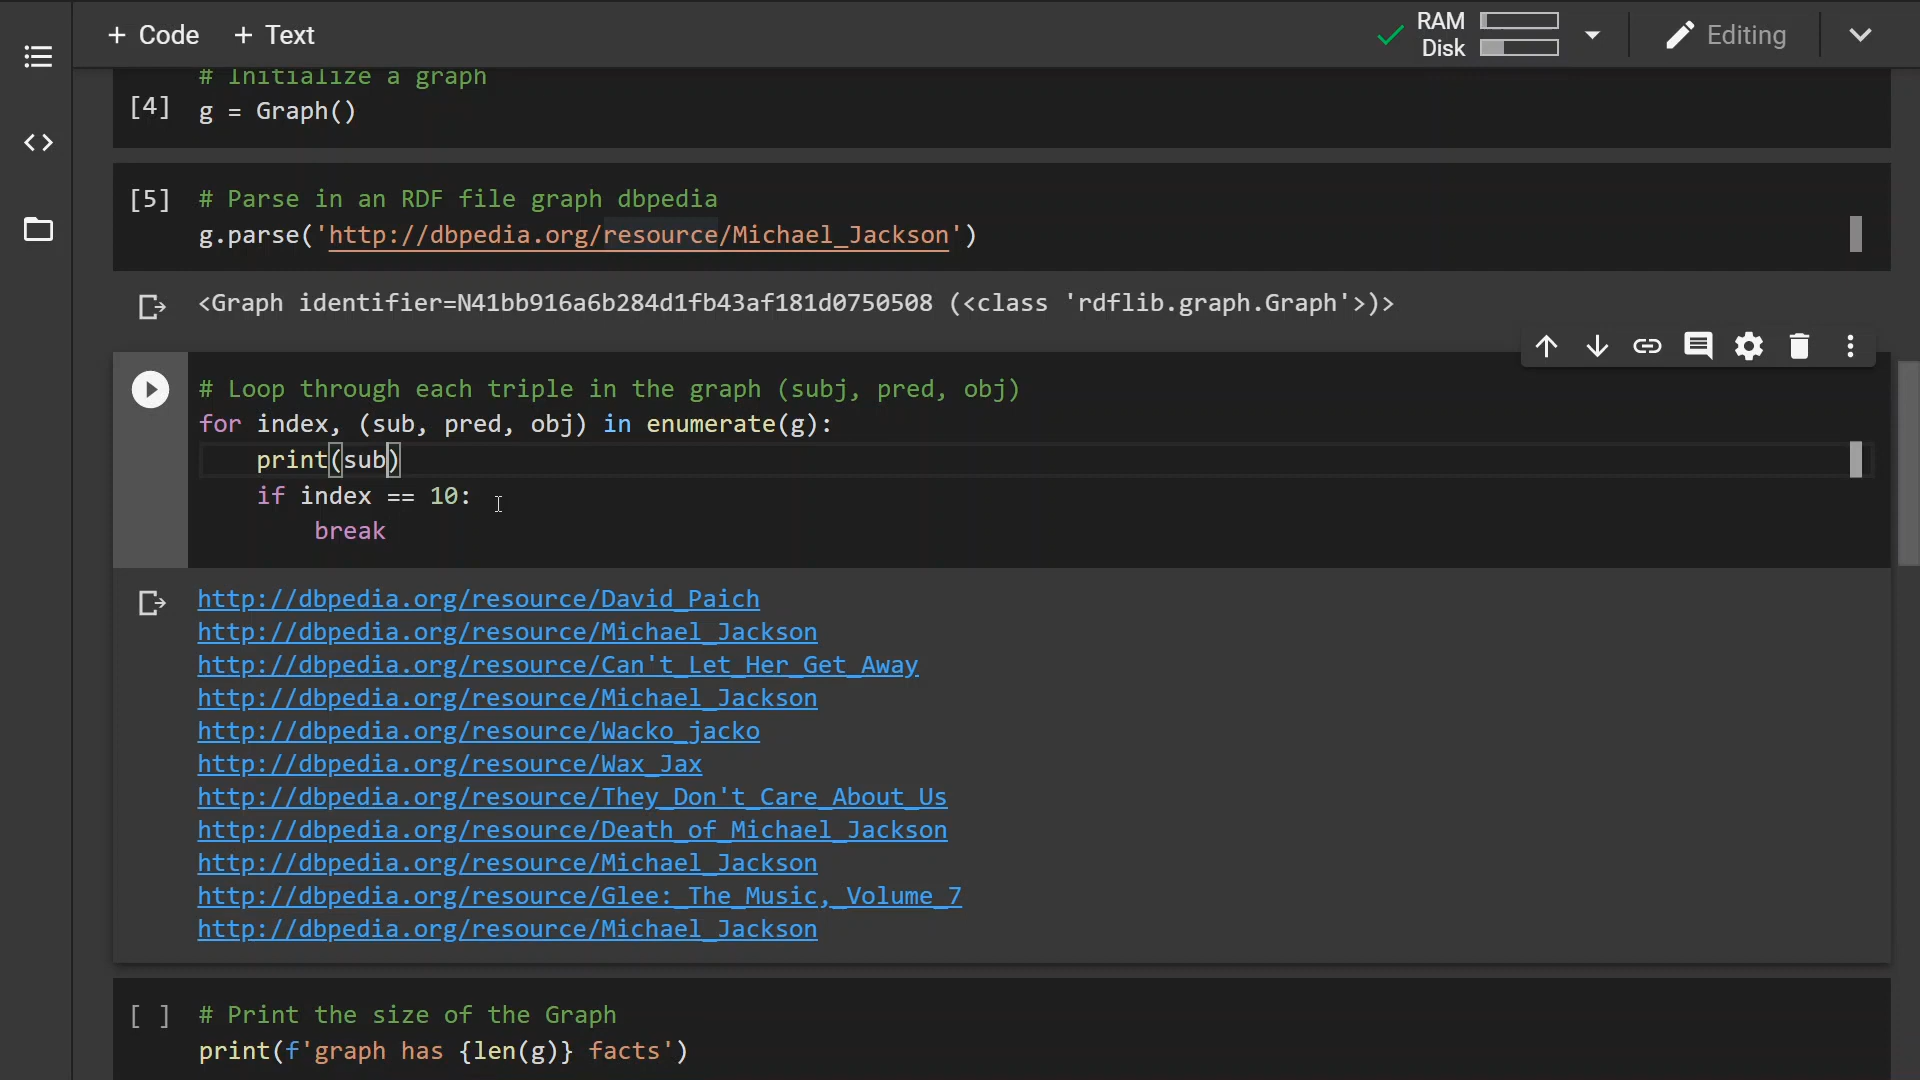 + Code + Text
RAM
Disk
Editing
# Initialize a graph
[4] g = Graph()
[5] # Parse in an RDF file graph dbpedia
g.parse('http://dbpedia.org/resource/Michael_Jackson')
<Graph identifier=N41bb916a6b284d1fb43af181d0750508 (<class 'rdflib.graph.Graph'>)>
# Loop through each triple in the graph (subj, pred, obj)
for index, (sub, pred, obj) in enumerate(g):
    print(sub)
    if index == 10:
        break
http://dbpedia.org/resource/David_Paich
http://dbpedia.org/resource/Michael_Jackson
http://dbpedia.org/resource/Can't_Let_Her_Get_Away
http://dbpedia.org/resource/Michael_Jackson
http://dbpedia.org/resource/Wacko_jacko
http://dbpedia.org/resource/Wax_Jax
http://dbpedia.org/resource/They_Don't_Care_About_Us
http://dbpedia.org/resource/Death_of_Michael_Jackson
http://dbpedia.org/resource/Michael_Jackson
http://dbpedia.org/resource/Glee:_The_Music,_Volume_7
http://dbpedia.org/resource/Michael_Jackson
[ ] # Print the size of the Graph
print(f'graph has {len(g)} facts')